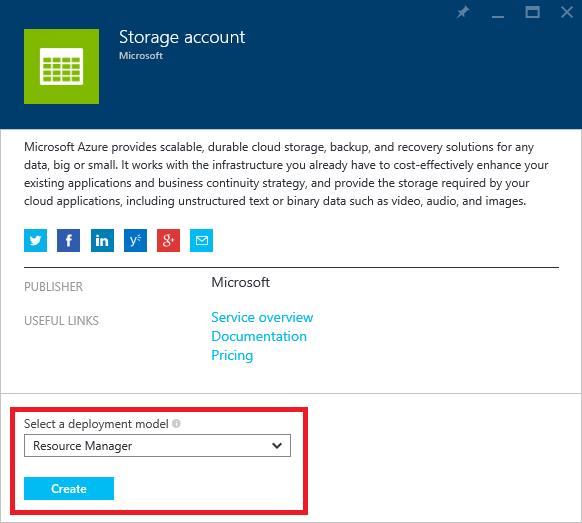 Storage account
Microsoft
Microsoft Azure provides scalable, durable cloud storage, backup, and recovery solutions for any
data, big or small. It works with the infrastructure you already have to cost-effectively enhance your
existing applications and business continuity strategy, and provide the storage required by your
cloud applications, including unstructured text or binary data such as video, audio, and images.
PUBLISHER
Microsoft
USEFUL LINKS
Service overview
Documentation
Pricing
Select a deployment model
Resource Manager
Create